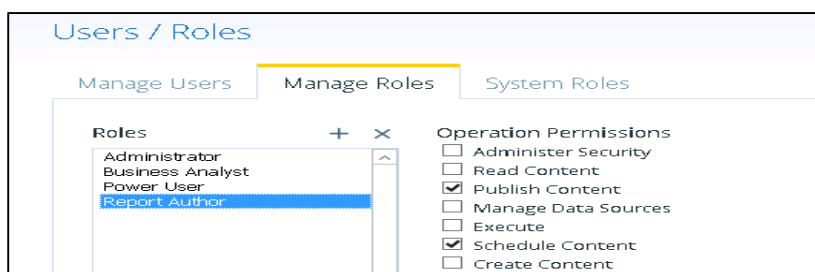 Users / Roles
Manage Users
Manage Roles
System Roles
Roles
Administrator
Business Analyst
Power User
Report Author
Operation Permissions
Administer Security
Read Content
Publish Content
Manage Data Sources
Execute
Schedule Content
Create Content